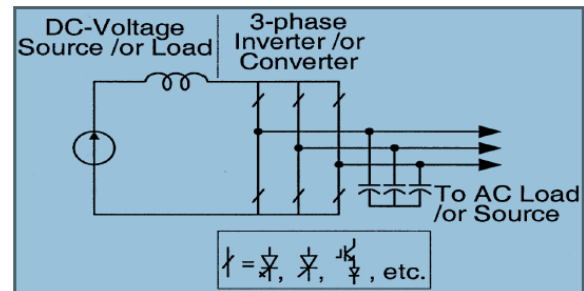 DC-Voltage
Source /or Load
3-phase
Inverter /or
Converter
To AC Load
/or Source
= , , , etc.